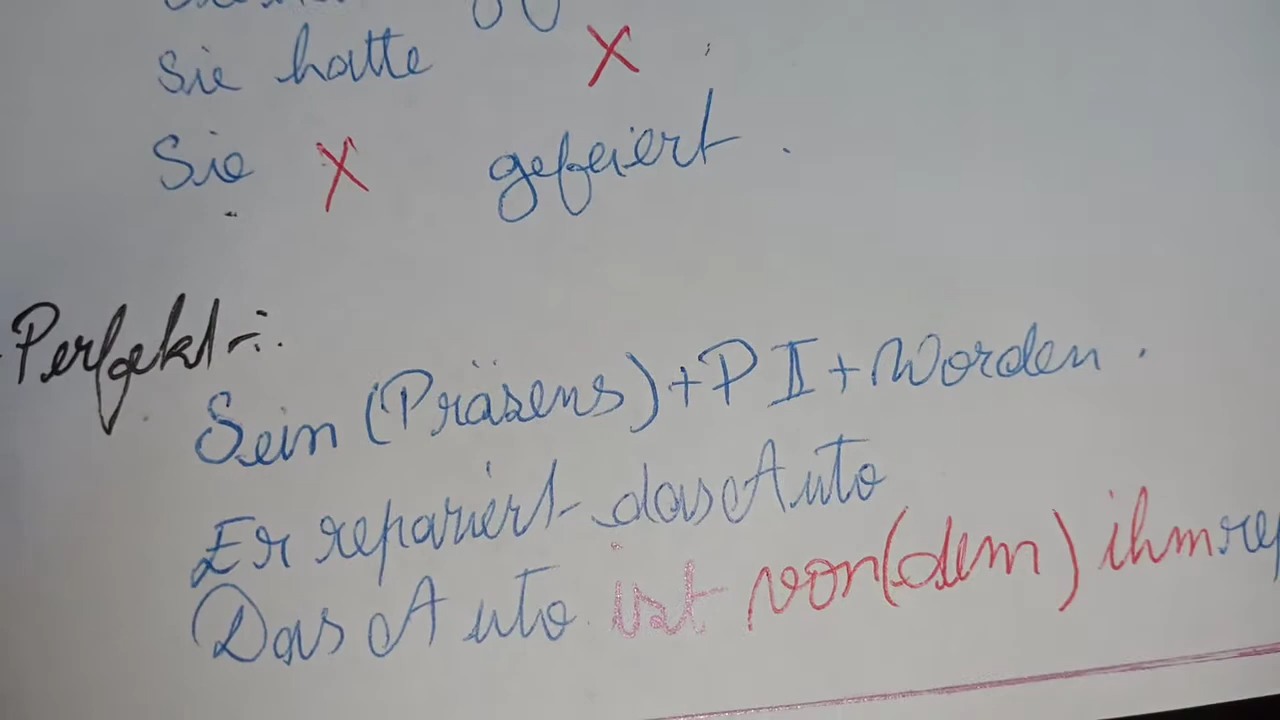 Sie hatte X .
Sie X gefeiert .
Perfekt -:
Sein (Präsens) + P II + Worden .
Er repariert das Auto
Das Auto ist von (dem) ihm rep